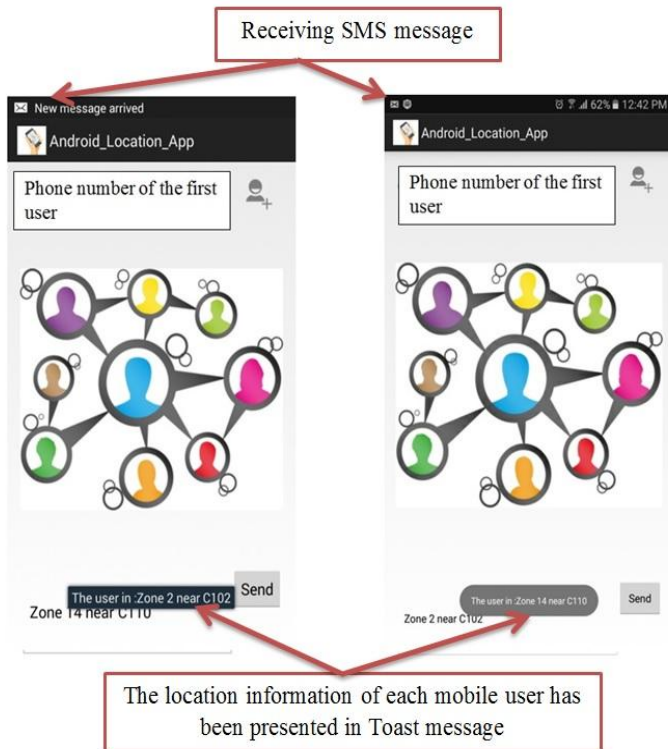 Receiving SMS message
New message arrived
Android_Location_App
Phone number of the first
user
The user in :Zone 2 near C102
Send
Zone 14 near C110
62% 12:42 PM
Android_Location_App
Phone number of the first
user
The user in :Zone 14 near C110
Send
Zone 2 near C102
The location information of each mobile user has
been presented in Toast message